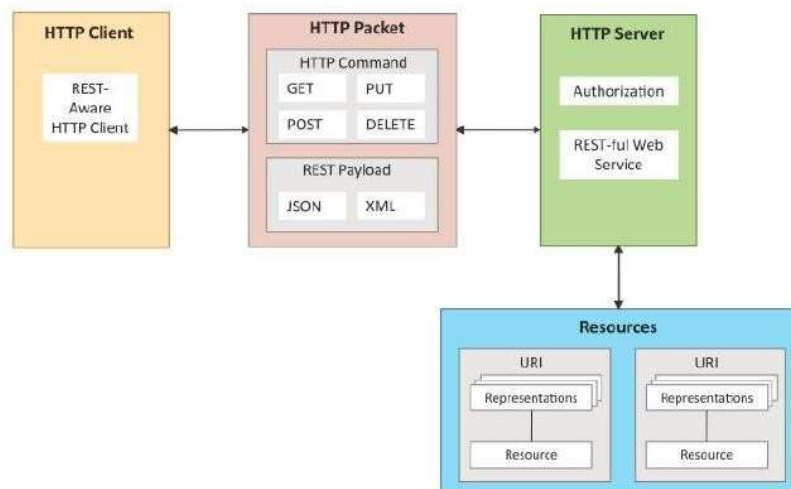 HTTP Client
REST-
Aware
HTTP Client
HTTP Packet
HTTP Command
GET
PUT
POST
DELETE
REST Payload
JSON
XML
HTTP Server
Authorization
REST-ful Web
Service
Resources
URI
Representations
Resource
URI
Representations
Resource